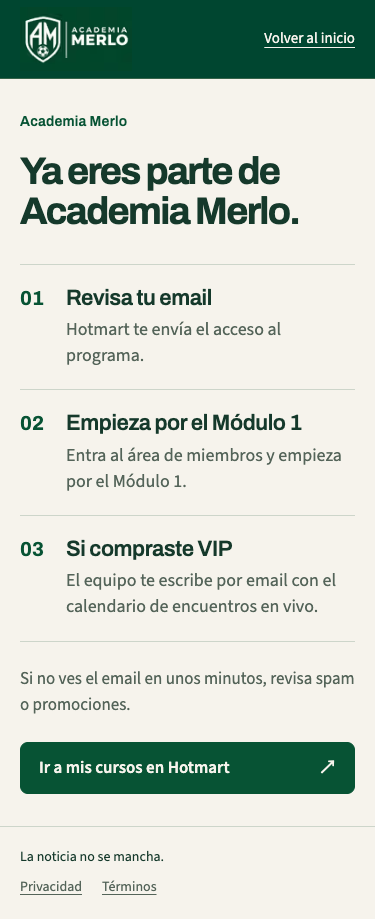 AM
ACADEMIA
MERLO
Volver al inicio
Academia Merlo
Ya eres parte de
Academia Merlo.
01 Revisa tu email
Hotmart te envía el acceso al
programa.
02 Empieza por el Módulo 1
Entra al área de miembros y empieza
por el Módulo 1.
03 Si compraste VIP
El equipo te escribe por email con el
calendario de encuentros en vivo.
Si no ves el email en unos minutos, revisa spam
o promociones.
Ir a mis cursos en Hotmart ↗
La noticia no se mancha.
Privacidad Términos